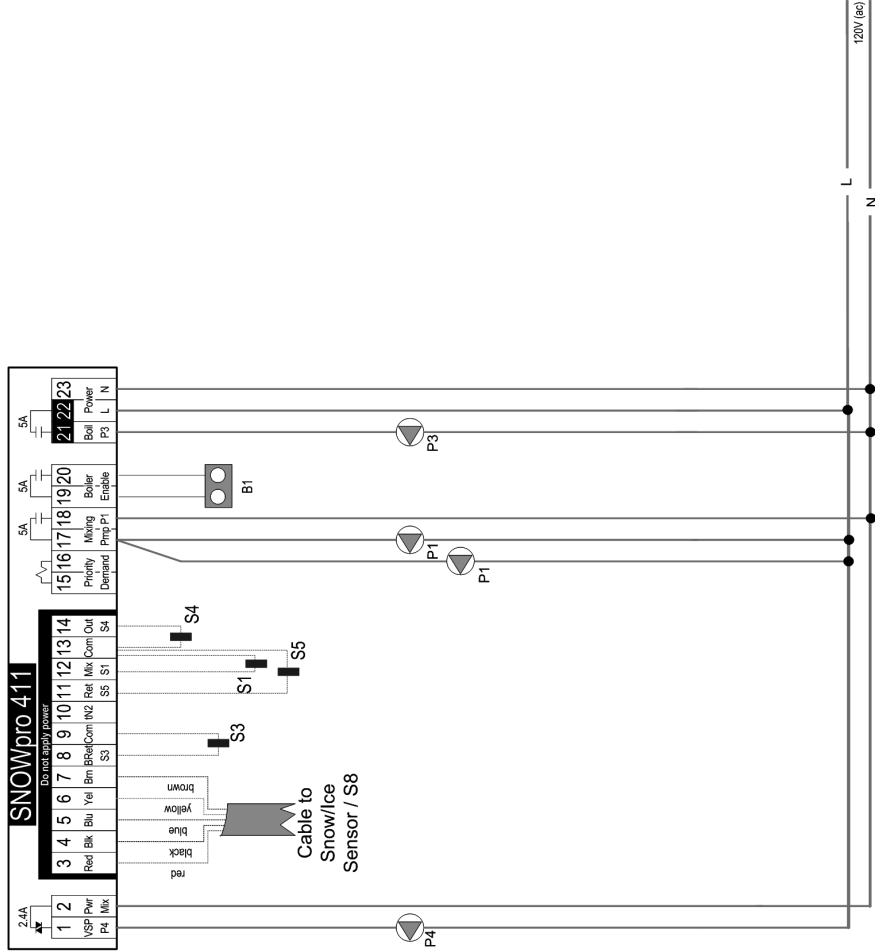 SNOWpro 411
Do not apply power
2.4A
5A
5A
5A
1 2
VSP Pwr
P4 Mix
3 4 5 6 7 8 9 10 11 12 13 14
Red Blk Blu Yel Brn BRet Com tN2 Ret Mix Com Out
S3 S5 S1 S4
15 16
Priority
Demand
17 18
Mixing
Pmp P1
19 20
Boiler
Enable
21 22 23
Boil Power
P3 L N
red
black
blue
yellow
brown
Cable to
Snow/Ice
Sensor / S8
S3
S1
S5
S4
B1
P4
P1
P1
P3
L
N
120V (ac)